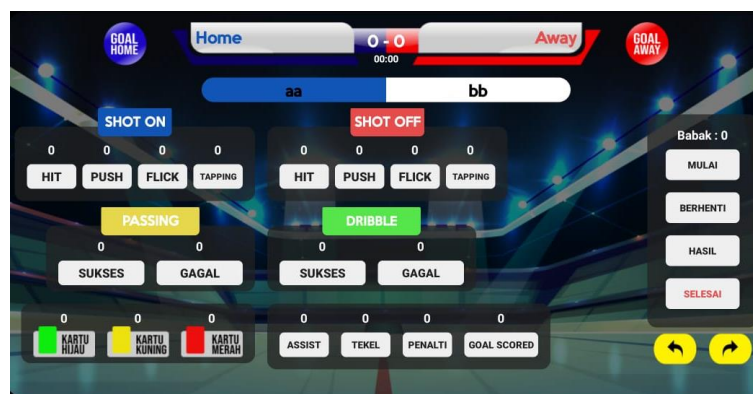 GOAL
HOME
Home
0 - 0
Away
GOAL
AWAY
00:00
aa
bb
SHOT ON
SHOT OFF
0 0 0 0
HIT PUSH FLICK TAPPING
0 0 0 0
HIT PUSH FLICK TAPPING
PASSING
0 0
SUKSES GAGAL
DRIBBLE
0 0
SUKSES GAGAL
0 0 0
KARTU
HIJAU
KARTU
KUNING
KARTU
MERAH
0 0 0 0
ASSIST TEKEL PENALTI GOAL SCORED
Babak : 0
MULAI
BERHENTI
HASIL
SELESAI